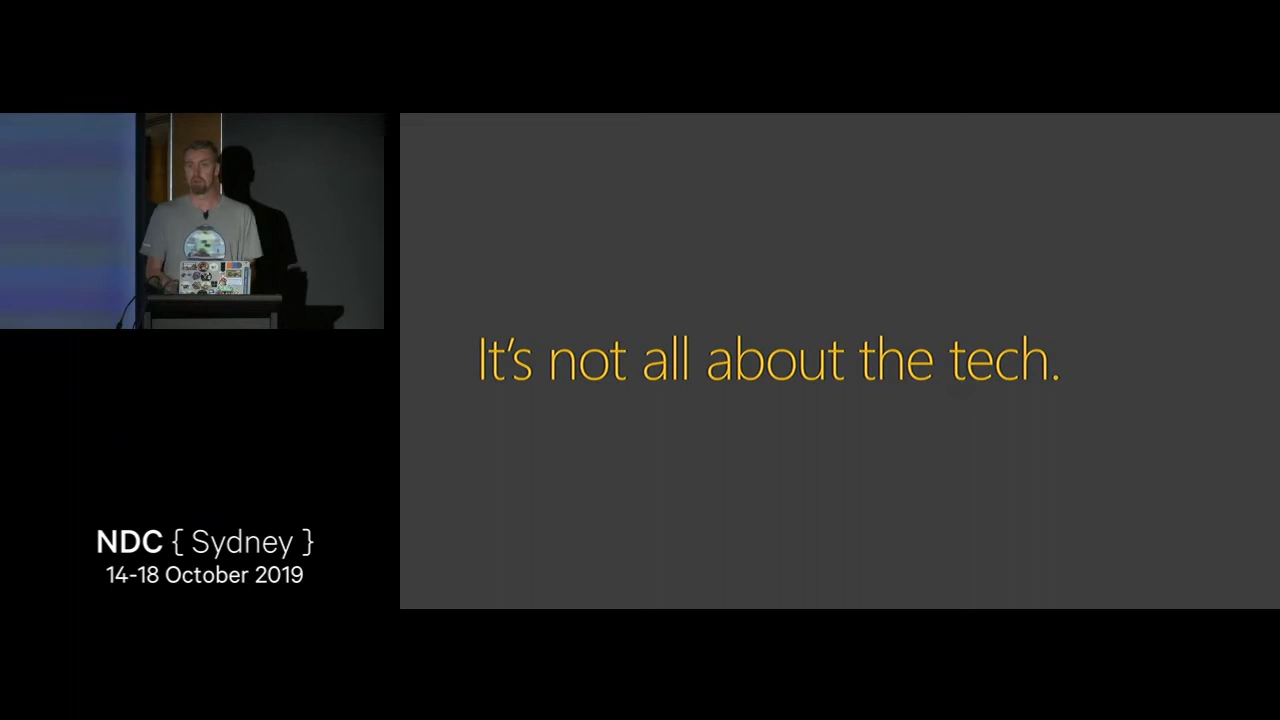 It's not all about the tech.
NDC { Sydney }
14-18 October 2019